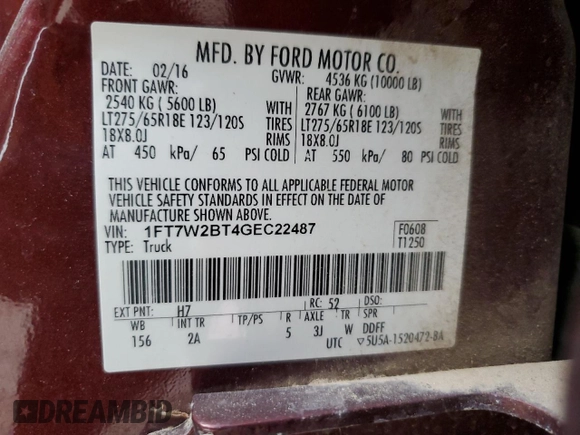 MFD. BY FORD MOTOR CO.
DATE: 02/16 GVWR: 4536 KG (10000 LB)
FRONT GAWR: REAR GAWR:
2540 KG ( 5600 LB) WITH 2767 KG ( 6100 LB)
LT275/65R18E 123/120S TIRES LT275/65R18E 123/120S TIRES
18X8.0J RIMS 18X8.0J RIMS
AT 450 kPa/ 65 PSI COLD AT 550 kPa/ 80 PSI COLD
THIS VEHICLE CONFORMS TO ALL APPLICABLE FEDERAL MOTOR
VEHICLE SAFETY STANDARDS IN EFFECT ON THE DATE OF
MANUFACTURE SHOWN ABOVE.
VIN: 1FT7W2BT4GEC22487 F0608
TYPE: Truck T1250
EXT PNT: H7 RC: 52 DSO:
WB INT TR TP/PS R AXLE TR SPR
156 2A 5 3J W DDFF
UTC ▽5U5A-1520472-BA
DREAMBID